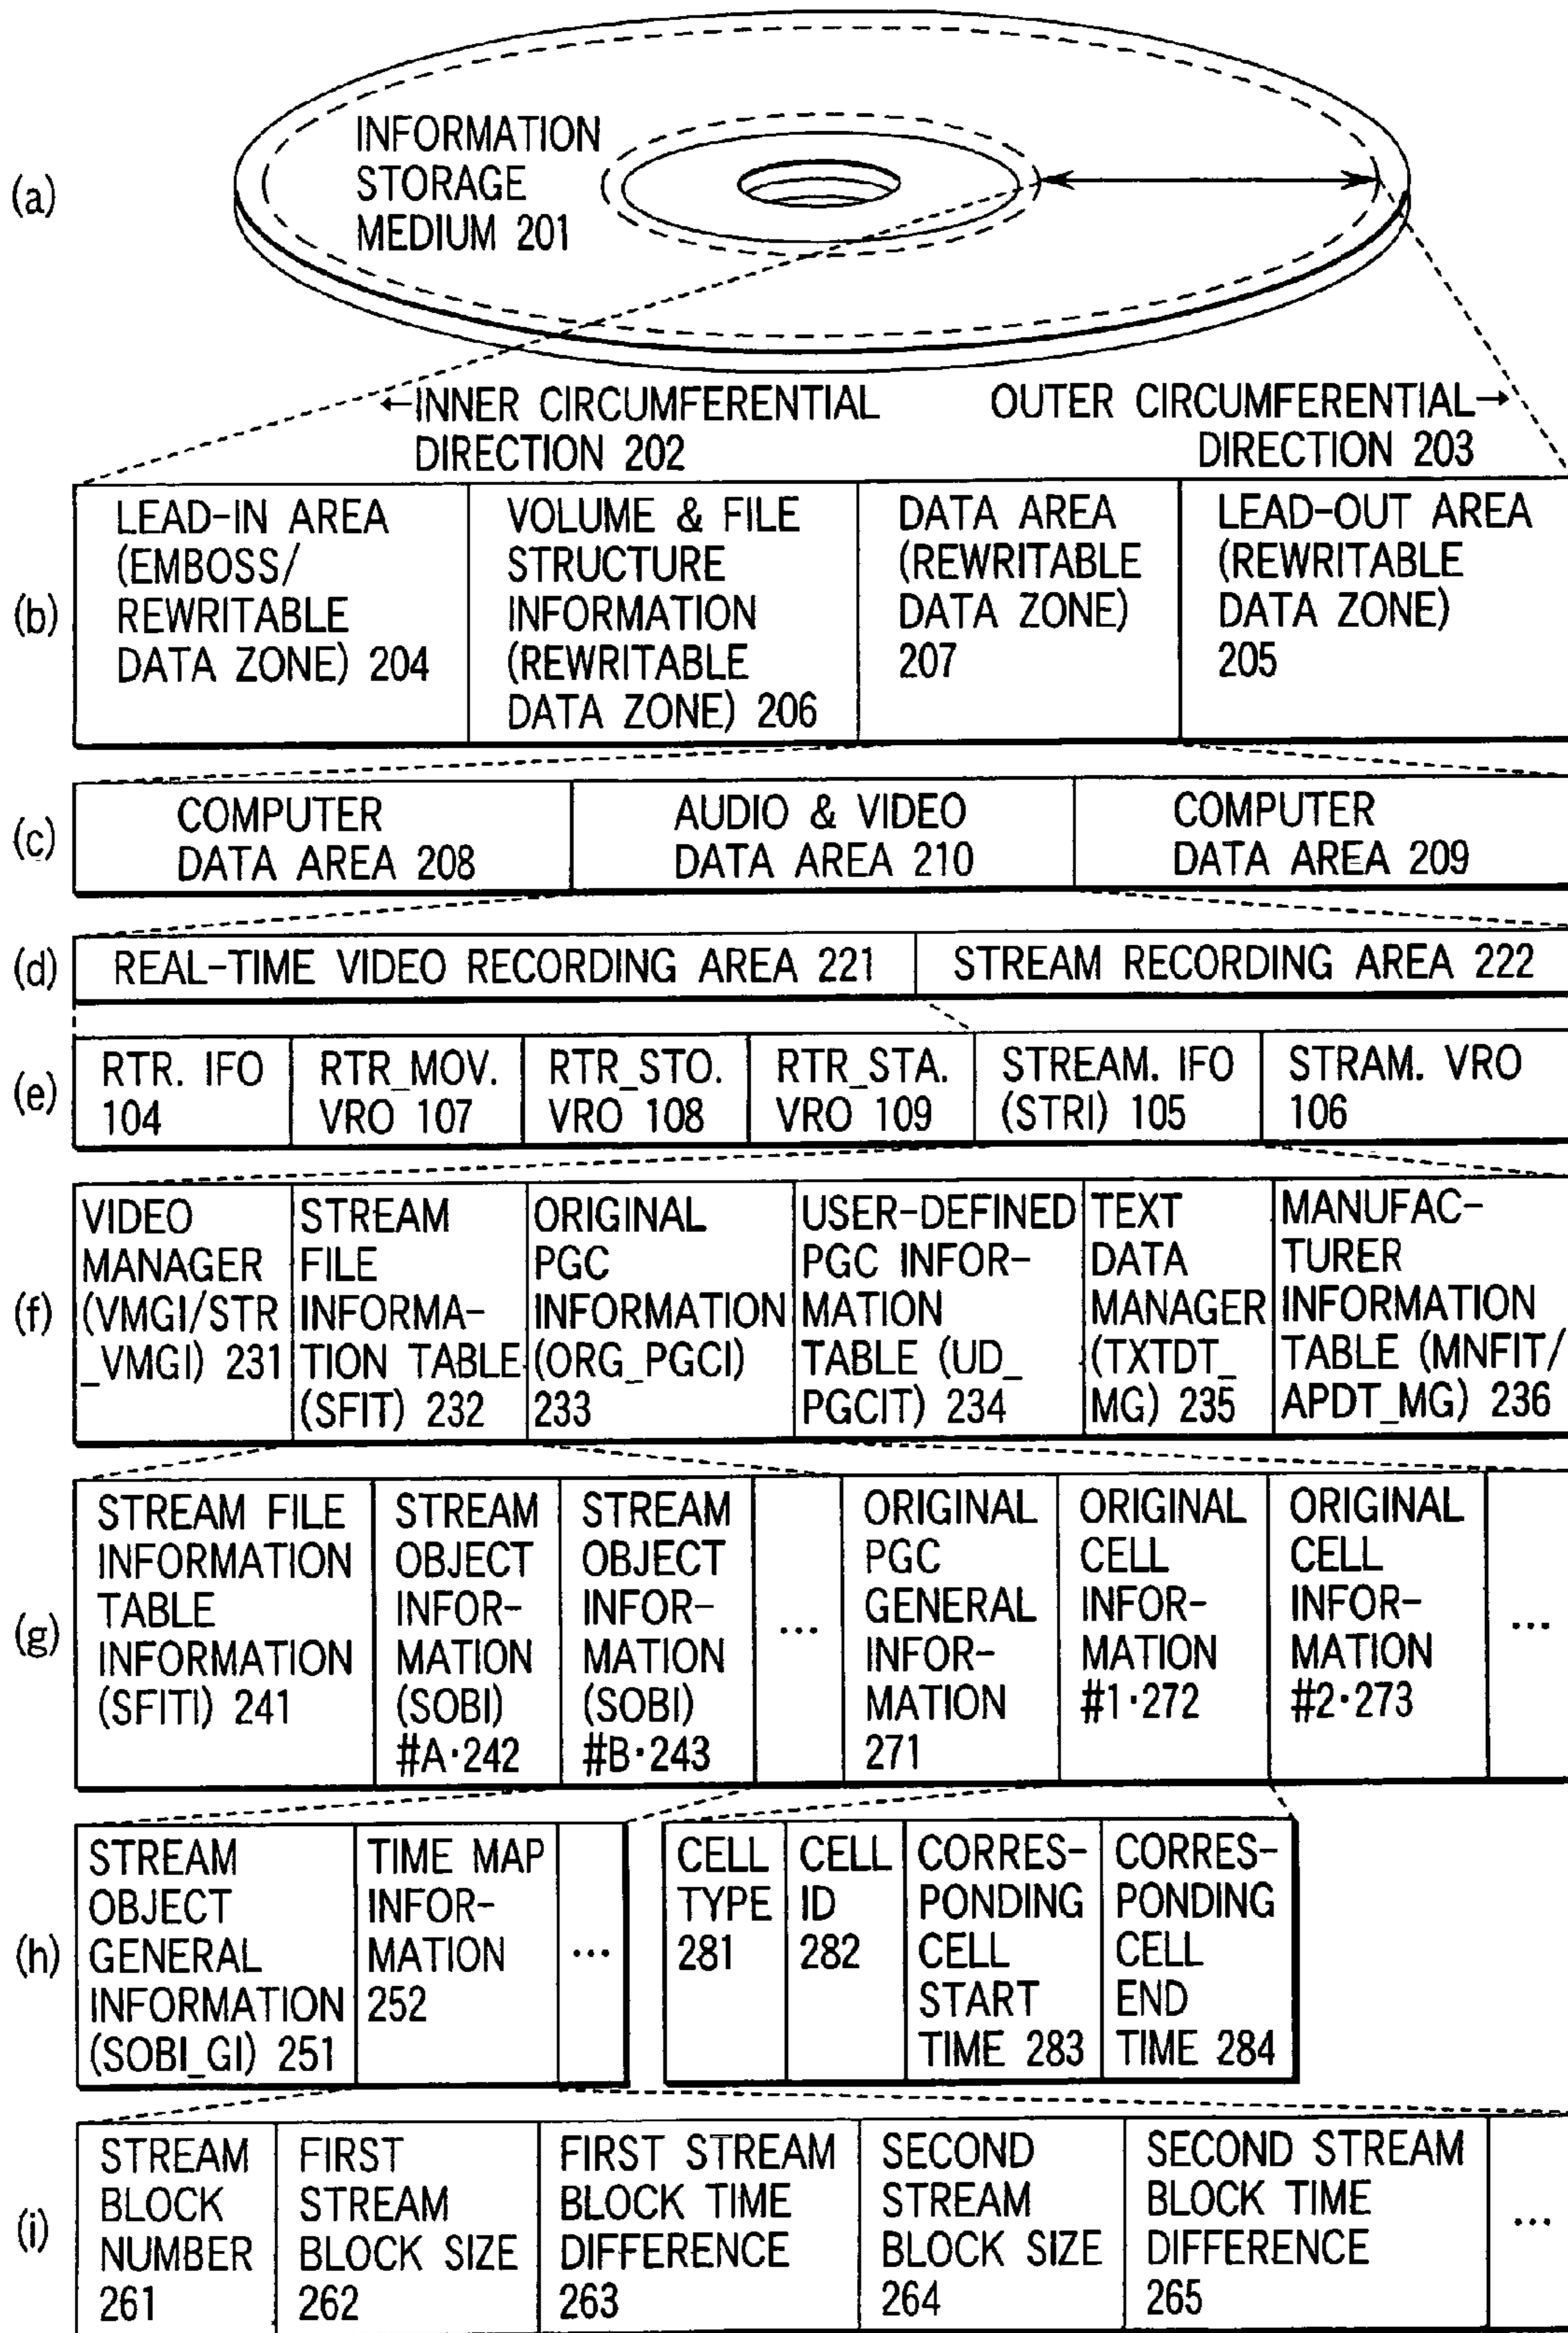 (a)
INFORMATION
STORAGE
MEDIUM 201
←INNER CIRCUMFERENTIAL
DIRECTION 202
OUTER CIRCUMFERENTIAL→
DIRECTION 203
(b)
LEAD-IN AREA
(EMBOSS/
REWRITABLE
DATA ZONE) 204
VOLUME & FILE
STRUCTURE
INFORMATION
(REWRITABLE
DATA ZONE) 206
DATA AREA
(REWRITABLE
DATA ZONE)
207
LEAD-OUT AREA
(REWRITABLE
DATA ZONE)
205
(c)
COMPUTER
DATA AREA 208
AUDIO & VIDEO
DATA AREA 210
COMPUTER
DATA AREA 209
(d)
REAL-TIME VIDEO RECORDING AREA 221
STREAM RECORDING AREA 222
(e)
RTR. IFO
104
RTR_MOV.
VRO 107
RTR_STO.
VRO 108
RTR_STA.
VRO 109
STREAM. IFO
(STRI) 105
STRAM. VRO
106
(f)
VIDEO
MANAGER
(VMGI/STR
_VMGI) 231
STREAM
FILE
INFORMA-
TION TABLE
(SFIT) 232
ORIGINAL
PGC
INFORMATION
(ORG_PGCI)
233
USER-DEFINED
PGC INFOR-
MATION
TABLE (UD_
PGCIT) 234
TEXT
DATA
MANAGER
(TXTDT_
MG) 235
MANUFAC-
TURER
INFORMATION
TABLE (MNFIT/
APDT_MG) 236
(g)
STREAM FILE
INFORMATION
TABLE
INFORMATION
(SFITI) 241
STREAM
OBJECT
INFOR-
MATION
(SOBI)
#A·242
STREAM
OBJECT
INFOR-
MATION
(SOBI)
#B·243
...
ORIGINAL
PGC
GENERAL
INFOR-
MATION
271
ORIGINAL
CELL
INFOR-
MATION
#1·272
ORIGINAL
CELL
INFOR-
MATION
#2·273
...
(h)
STREAM
OBJECT
GENERAL
INFORMATION
(SOBI_GI) 251
TIME MAP
INFOR-
MATION
252
...
CELL
TYPE
281
CELL
ID
282
CORRES-
PONDING
CELL
START
TIME 283
CORRES-
PONDING
CELL
END
TIME 284
(i)
STREAM
BLOCK
NUMBER
261
FIRST
STREAM
BLOCK SIZE
262
FIRST STREAM
BLOCK TIME
DIFFERENCE
263
SECOND
STREAM
BLOCK SIZE
264
SECOND STREAM
BLOCK TIME
DIFFERENCE
265
...